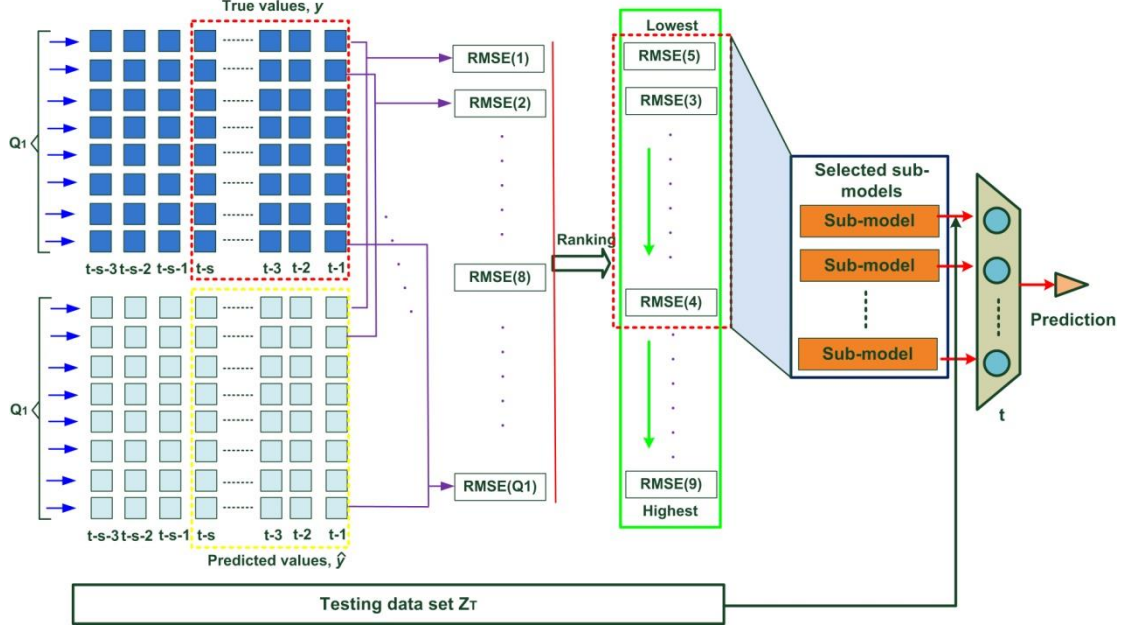 True values, y
Q1
t-s-3 t-s-2 t-s-1 t-s t-3 t-2 t-1
Q1
t-s-3 t-s-2 t-s-1 t-s t-3 t-2 t-1
Predicted values, ŷ
RMSE(1)
RMSE(2)
RMSE(8)
RMSE(Q1)
Ranking
Lowest
RMSE(5)
RMSE(3)
RMSE(4)
RMSE(9)
Highest
Selected sub-
models
Sub-model
Sub-model
Sub-model
t
Prediction
Testing data set ZT